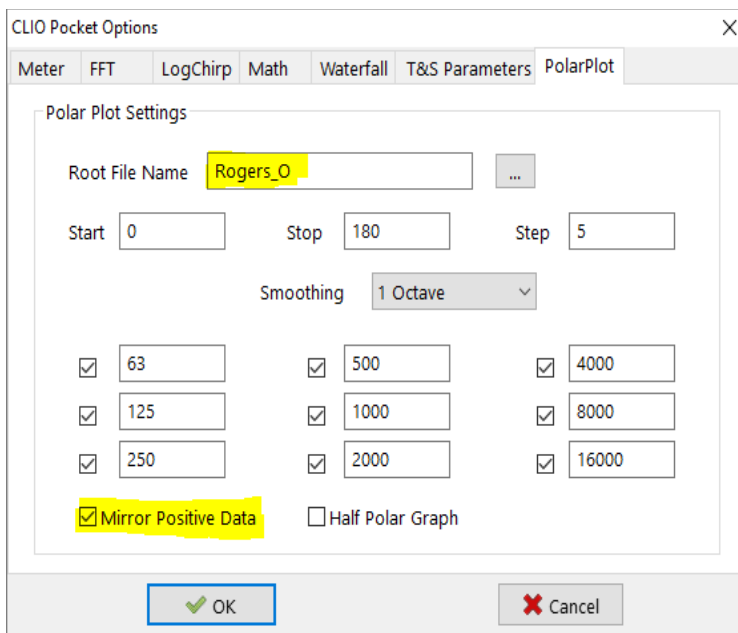 CLIO Pocket Options
Meter FFT LogChirp Math Waterfall T&S Parameters PolarPlot
Polar Plot Settings
Root File Name Rogers_O ...
Start 0 Stop 180 Step 5
Smoothing 1 Octave
63 500 4000
125 1000 8000
250 2000 16000
Mirror Positive Data Half Polar Graph
OK Cancel